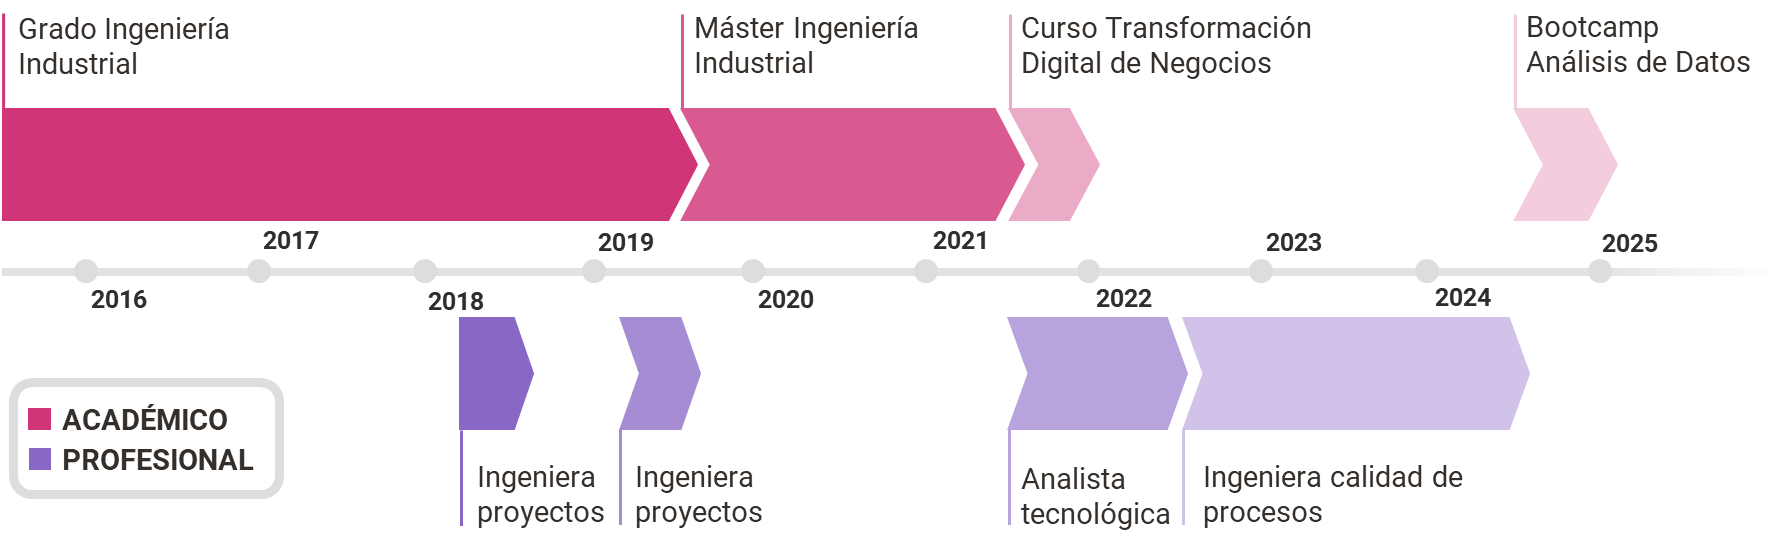 Grado Ingeniería
Industrial
Máster Ingeniería
Industrial
Curso Transformación
Digital de Negocios
Bootcamp
Análisis de Datos
2017
2019
2021
2023
2025
2016
2018
2020
2022
2024
ACADÉMICO
PROFESIONAL
Ingeniera
proyectos
Ingeniera
proyectos
Analista
tecnológica
Ingeniera calidad de
procesos